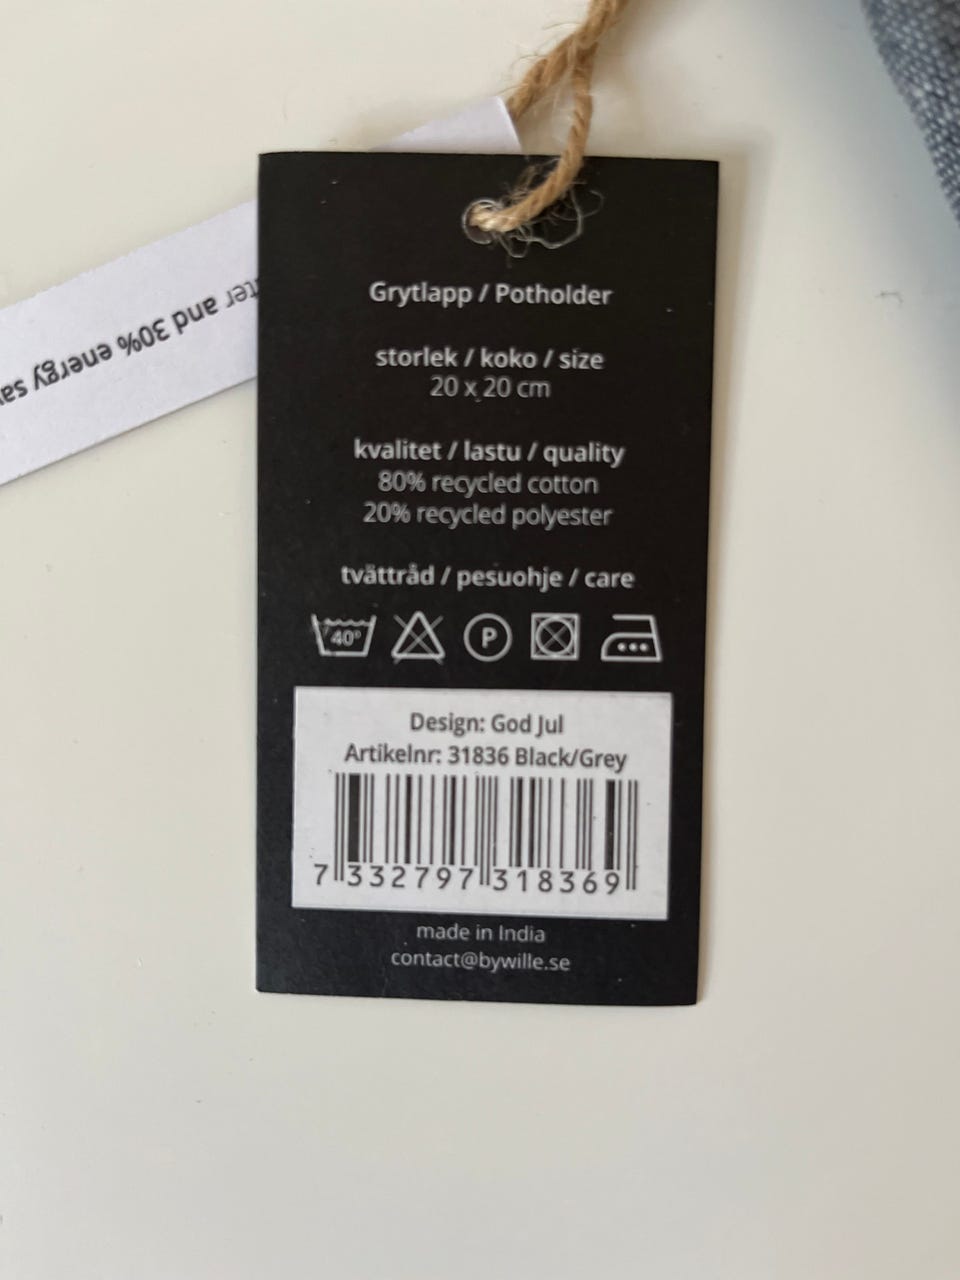 ter and 30% energy sa
Grytlapp / Potholder
storlek / koko / size
20 x 20 cm
kvalitet / lastu / quality
80% recycled cotton
20% recycled polyester
tvättråd / pesuohje / care
40°
P
Design: God Jul
Artikelnr: 31836 Black/Grey
7 332797 318369
made in India
contact@bywille.se